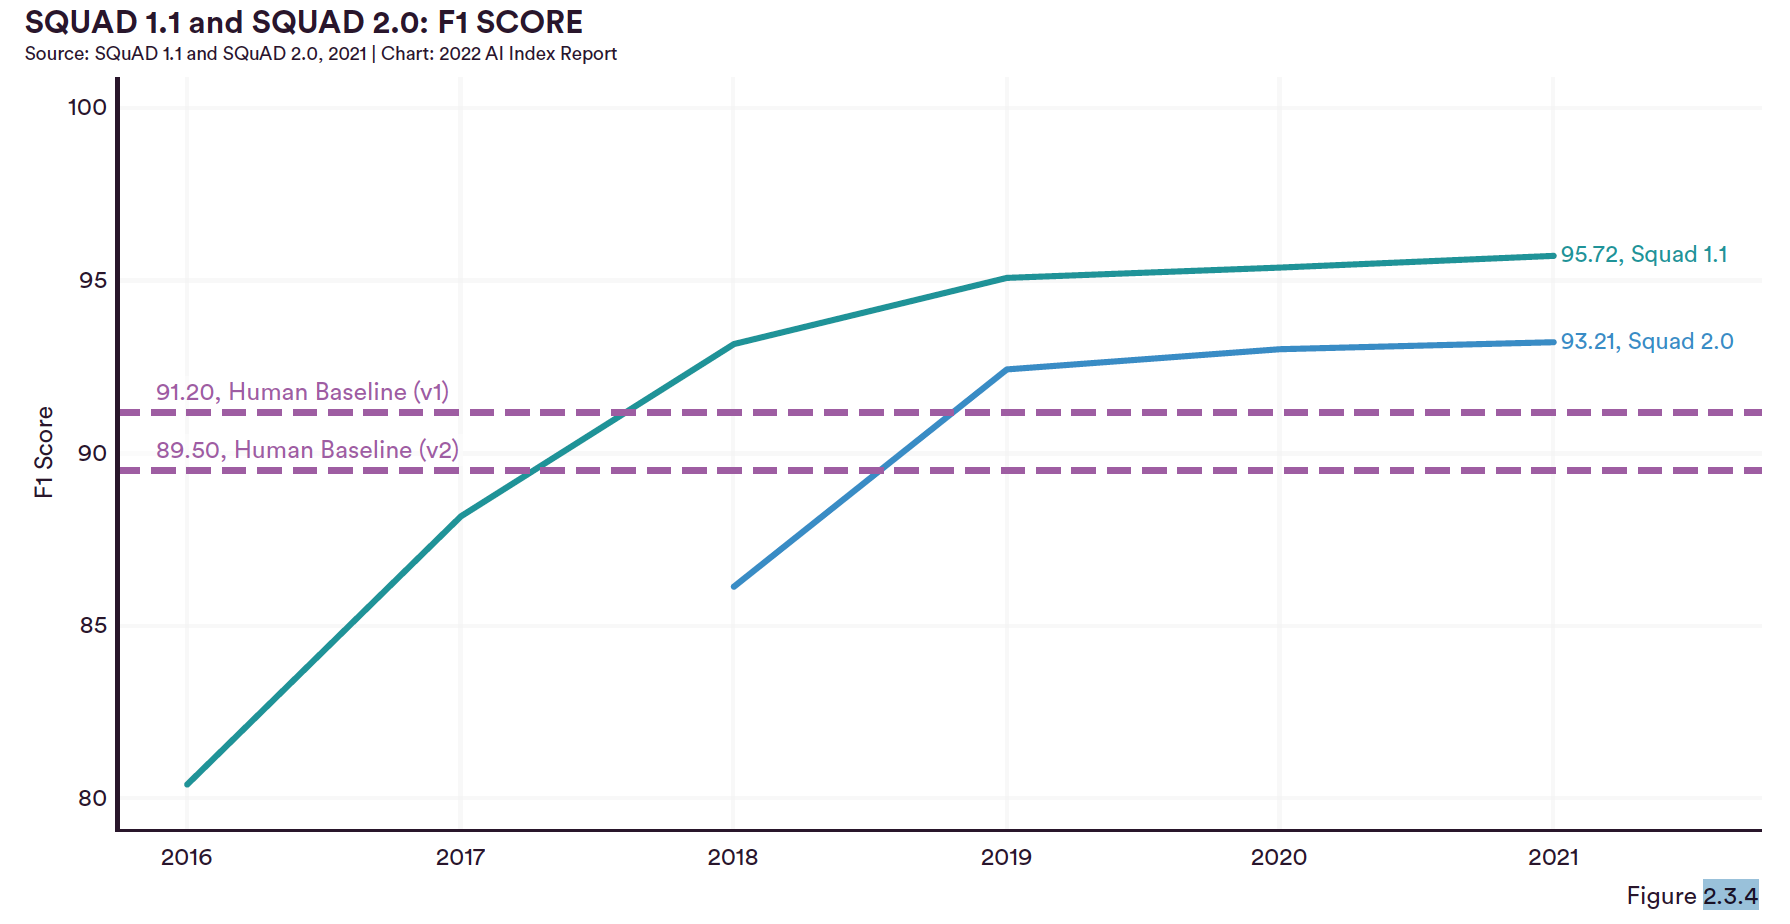 SQUAD 1.1 and SQUAD 2.0: F1 SCORE
Source: SQuAD 1.1 and SQuAD 2.0, 2021 | Chart: 2022 AI Index Report
100
95
90
85
80
F1 Score
95.72, Squad 1.1
93.21, Squad 2.0
91.20, Human Baseline (v1)
89.50, Human Baseline (v2)
2016 2017 2018 2019 2020 2021
Figure 2.3.4